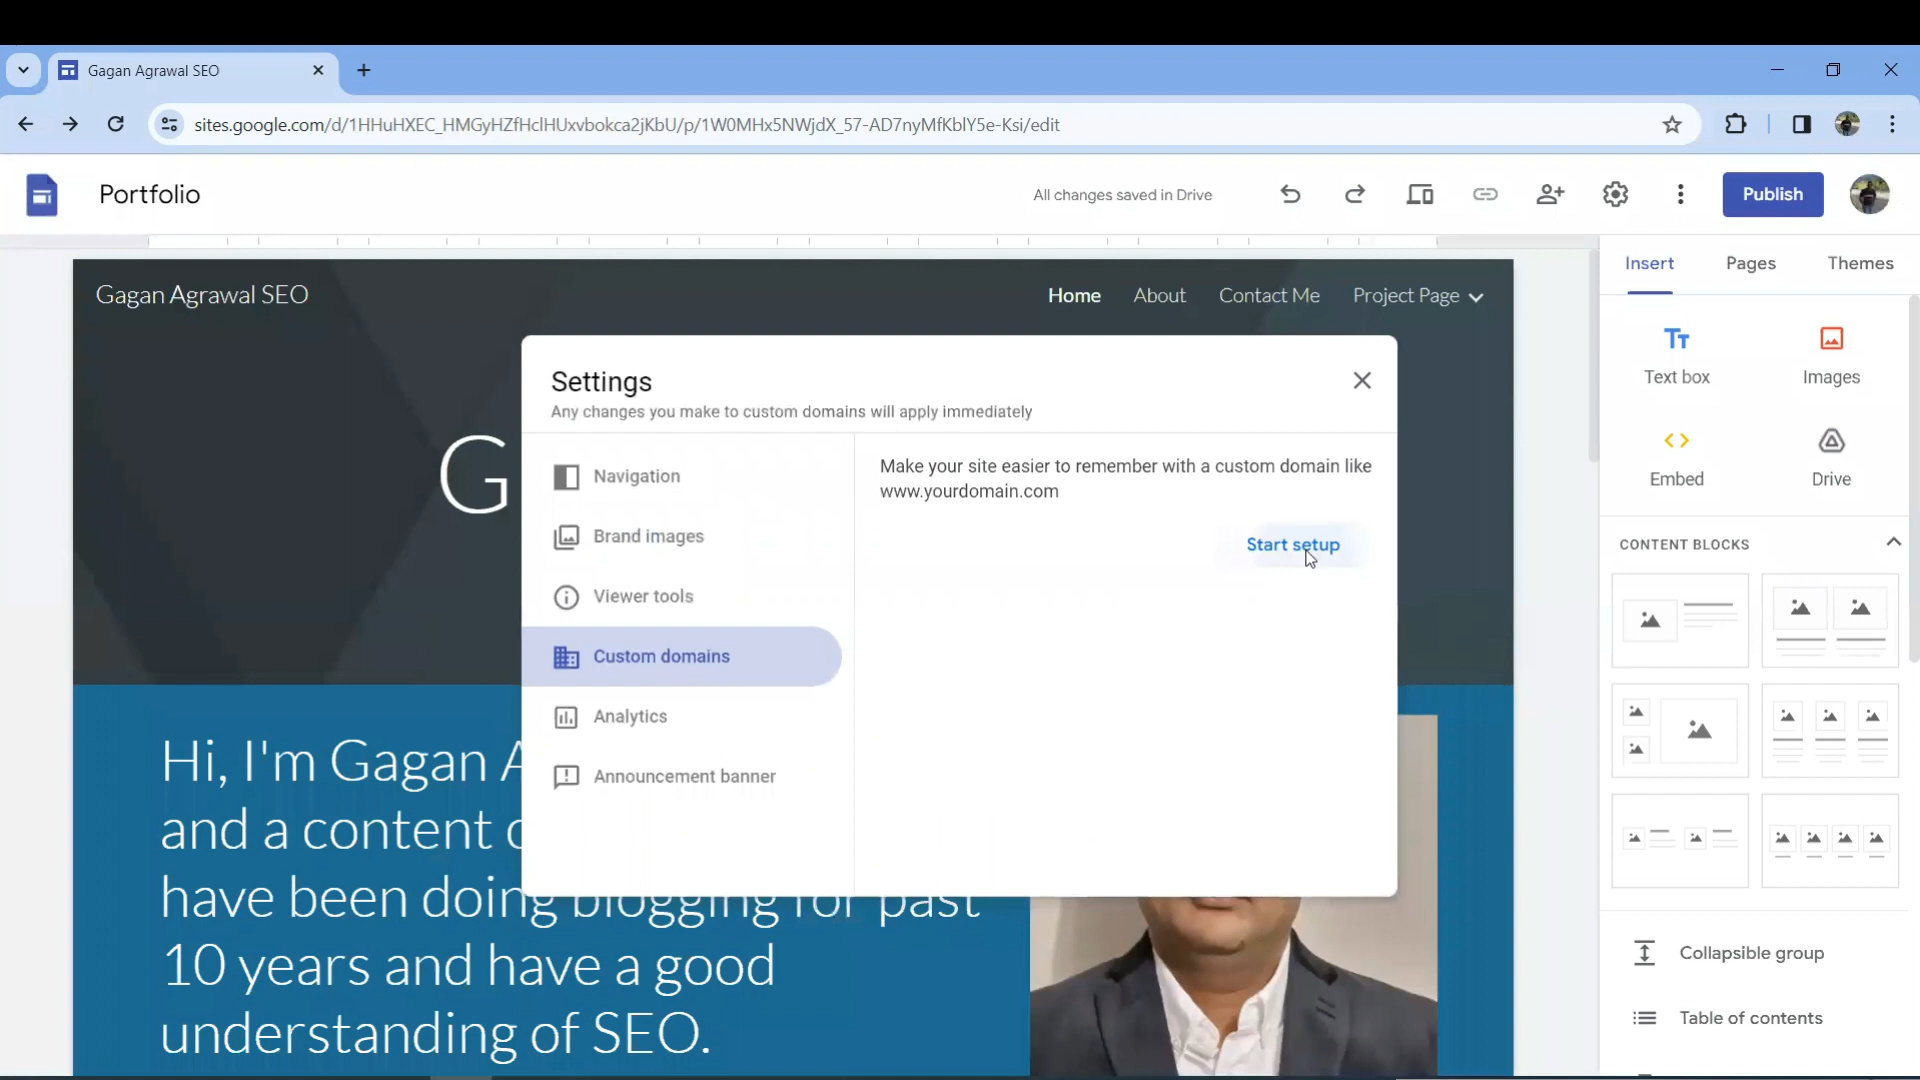 Gagan Agrawal SEO
sites.google.com/d/1HHuHXEC_HMGyHZfHclHUxvbokca2jKbU/p/1W0MHx5NWjdX_57-AD7nyMfKblY5e-Ksi/edit
Portfolio
All changes saved in Drive
Publish
Insert
Pages
Themes
Gagan Agrawal SEO
Home
About
Contact Me
Project Page
G
Settings
Any changes you make to custom domains will apply immediately
Navigation
Brand images
Viewer tools
Custom domains
Analytics
Announcement banner
Make your site easier to remember with a custom domain like
www.yourdomain.com
Start setup
Hi, I'm Gagan A
and a content c
have been doing blogging for past
10 years and have a good
understanding of SEO.
Tт
Text box
Images
Embed
Drive
CONTENT BLOCKS
Collapsible group
Table of contents